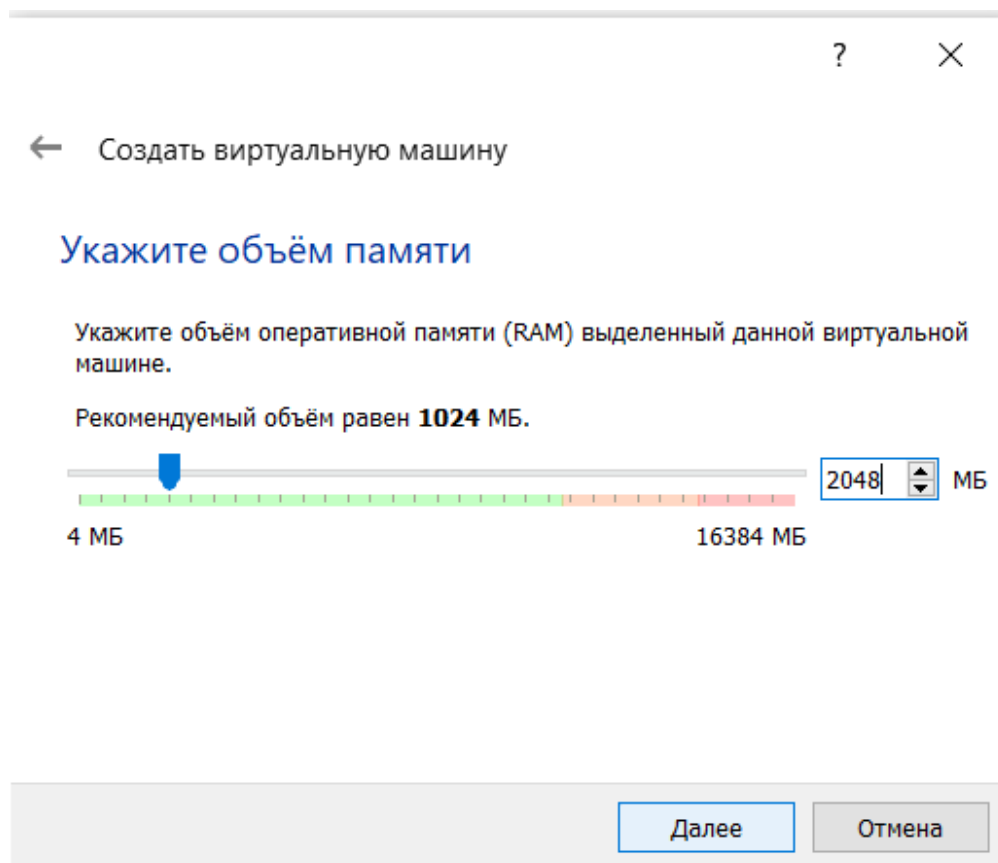 ?
Создать виртуальную машину
Укажите объём памяти
Укажите объём оперативной памяти (RAM) выделенный данной виртуальной
машине.
Рекомендуемый объём равен 1024 МБ.
2048 МБ
4 МБ 16384 МБ
Далее Отмена